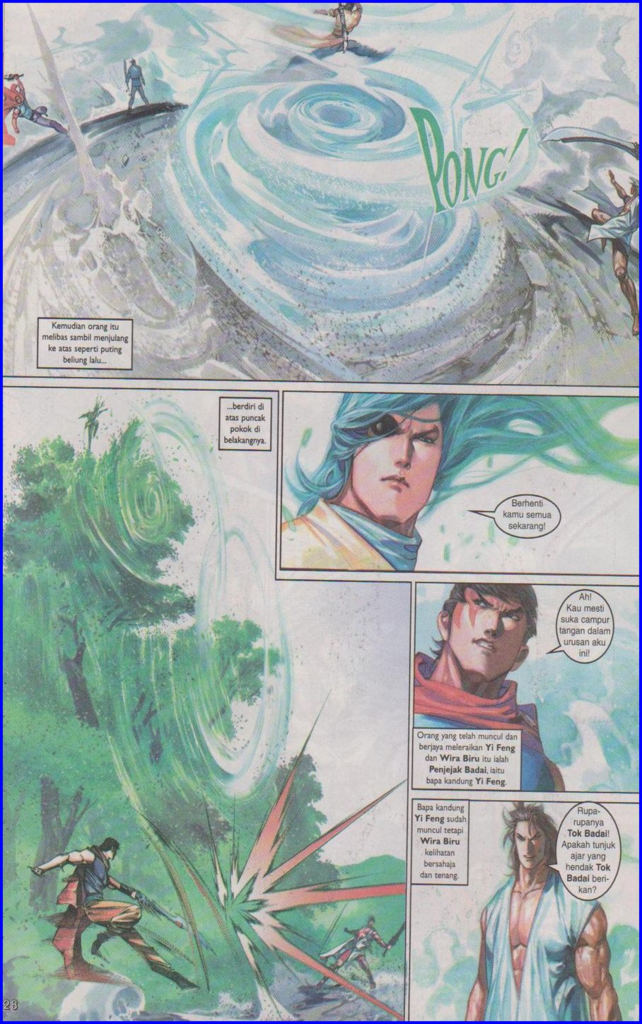 PONG!
Kemudian orang itu
melibas sambil menjulang
ke atas seperti puting
beliung lalu...
...berdiri di
atas puncak
pokok di
belakangnya.
Berhenti
kamu semua
sekarang!
Ah!
Kau mesti
suka campur
tangan dalam
urusan aku
ini!
Orang yang telah muncul dan
berjaya meleraikan Yi Feng
dan Wira Biru itu ialah
Penjejak Badai, iaitu
bapa kandung Yi Feng.
Bapa kandung
Yi Feng sudah
muncul tetapi
Wira Biru
kelihatan
bersahaja
dan tenang.
Rupa-
rupanya
Tok Badai!
Apakah tunjuk
ajar yang
hendak Tok
Badai beri-
kan?
28